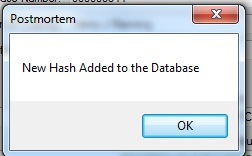 Postmortem
New Hash Added to the Database
OK